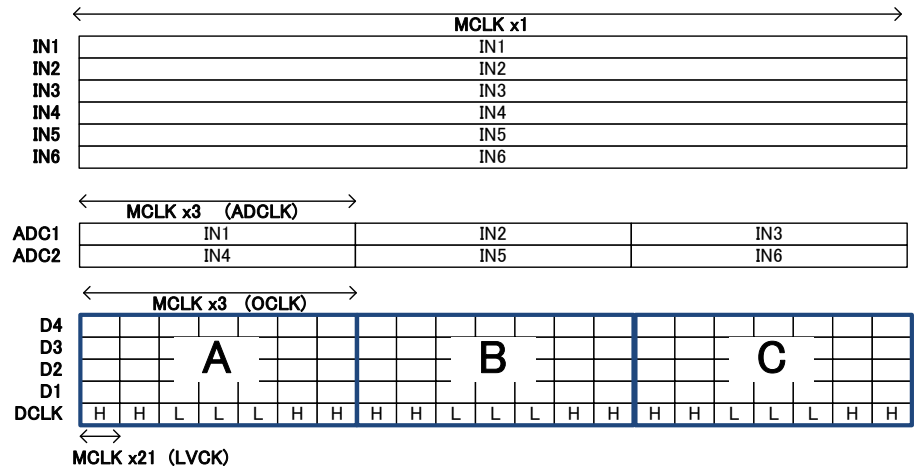 MCLK x1
IN1 IN1
IN2 IN2
IN3 IN3
IN4 IN4
IN5 IN5
IN6 IN6
MCLK x3 (ADCLK)
ADC1 IN1 IN2 IN3
ADC2 IN4 IN5 IN6
MCLK x3 (OCLK)
D4
D3
A B C
D2
D1
DCLK H H L L L H H H H L L L H H H H L L L H H
MCLK x21 (LVCK)